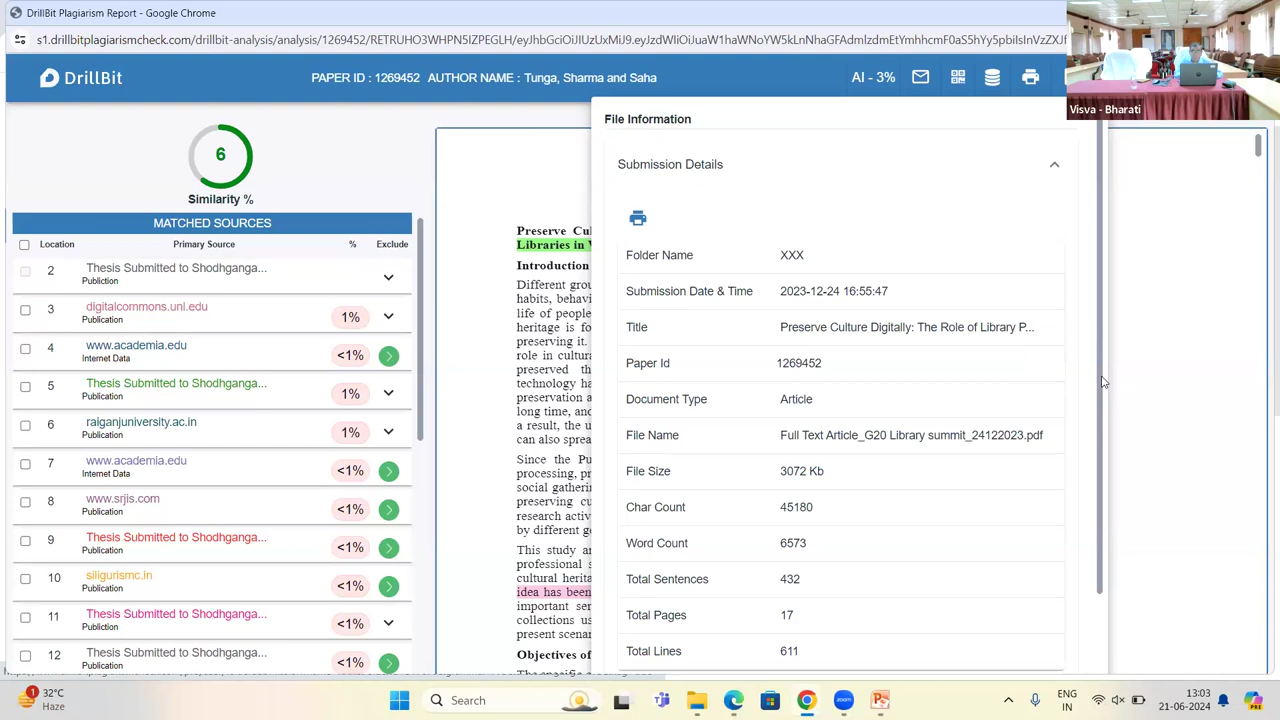 DrillBit Plagiarism Report - Google Chrome
s1.drillbitplagiarismcheck.com/drillbit-analysis/analysis/1269452/
DrillBit
PAPER ID : 1269452 AUTHOR NAME : Tunga, Sharma and Saha
AI - 3%
Visva - Bharati
6
Similarity %
MATCHED SOURCES
Location Primary Source % Exclude
2 Thesis Submitted to Shodhganga...
Publiction
3 digitalcommons.unl.edu 1%
Publication
4 www.academia.edu <1%
Internet Data
5 Thesis Submitted to Shodhganga... 1%
Publication
6 raiganjuniversity.ac.in 1%
Publication
7 www.academia.edu <1%
Internet Data
8 www.srjis.com <1%
Publication
9 Thesis Submitted to Shodhganga... <1%
Publication
10 siligurismc.in <1%
Publication
11 Thesis Submitted to Shodhganga... <1%
Publiction
12 Thesis Submitted to Shodhganga... <1%
Publication
Preserve Cul
Libraries in
Introduction
Different grou
habits, behavi
life of people
heritage is fo
preserving it.
role in cultura
preserved th
technology ha
preservation a
long time, and
a result, the u
can also sprea
Since the Pu
processing, pr
social gatherin
preserving cu
research activ
by different g
This study an
professional s
cultural herita
idea has been
important ser
collections us
present scenar
Objectives of
File Information
Submission Details
Folder Name XXX
Submission Date & Time 2023-12-24 16:55:47
Title Preserve Culture Digitally: The Role of Library P...
Paper Id 1269452
Document Type Article
File Name Full Text Article_G20 Library summit_24122023.pdf
File Size 3072 Kb
Char Count 45180
Word Count 6573
Total Sentences 432
Total Pages 17
Total Lines 611
1
32°C
Haze
Search
ENG
IN
13:03
21-06-2024